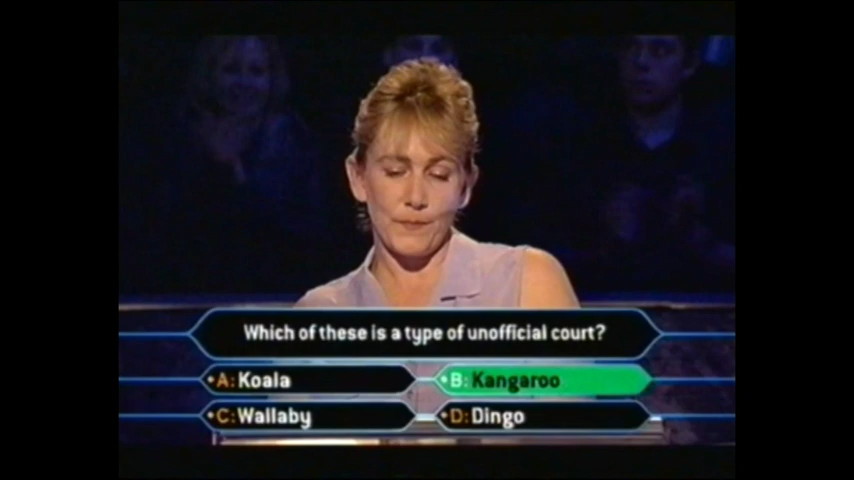 Which of these is a type of unofficial court?
A: Koala
B: Kangaroo
C: Wallaby
D: Dingo